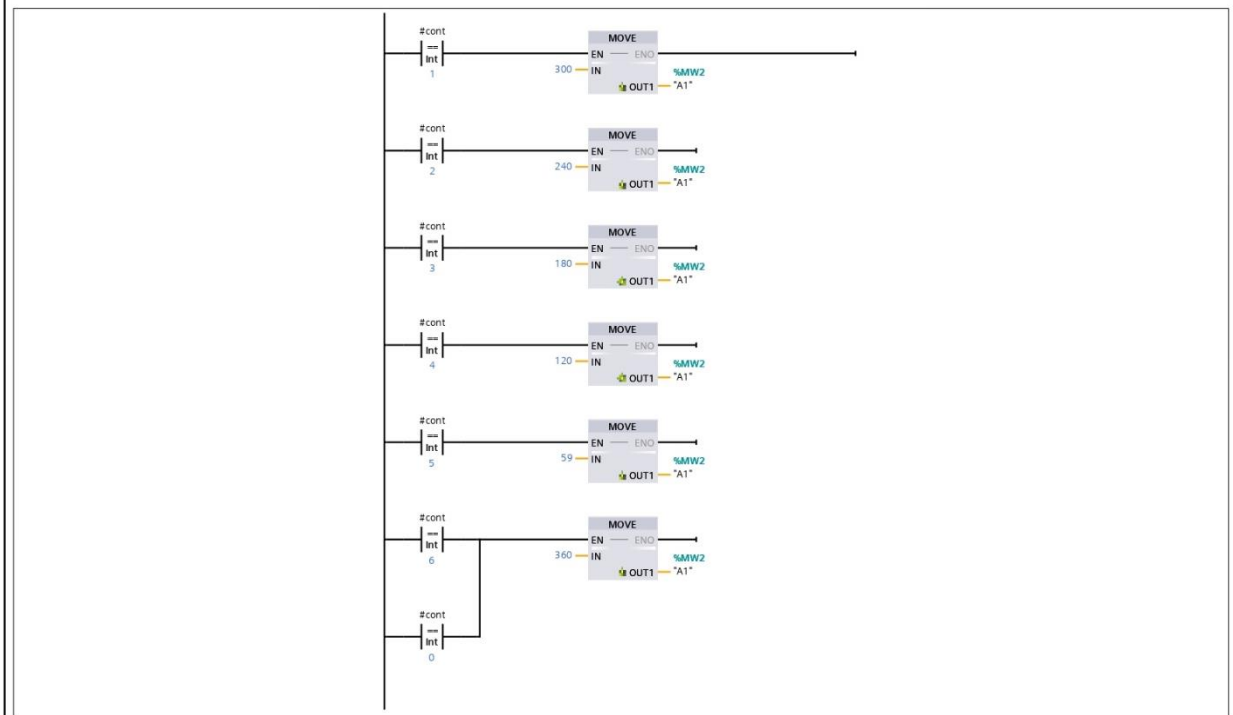 #cont
MOVE
==
EN ENO
Int
1
300 IN
%MW2
OUT1 "A1"
#cont
MOVE
==
EN ENO
Int
2
240 IN
%MW2
OUT1 "A1"
#cont
MOVE
==
EN ENO
Int
3
180 IN
%MW2
OUT1 "A1"
#cont
MOVE
==
EN ENO
Int
4
120 IN
%MW2
OUT1 "A1"
#cont
MOVE
==
EN ENO
Int
5
59 IN
%MW2
OUT1 "A1"
#cont
MOVE
==
EN ENO
Int
6
360 IN
%MW2
OUT1 "A1"
#cont
==
Int
0